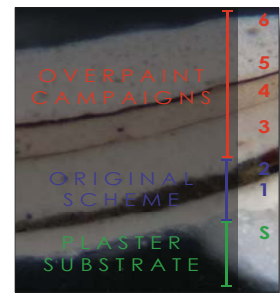 6
5
OVERPAINT
CAMPAIGNS
4
3
ORIGINAL
SCHEME
2
1
PLASTER
SUBSTRATE
S